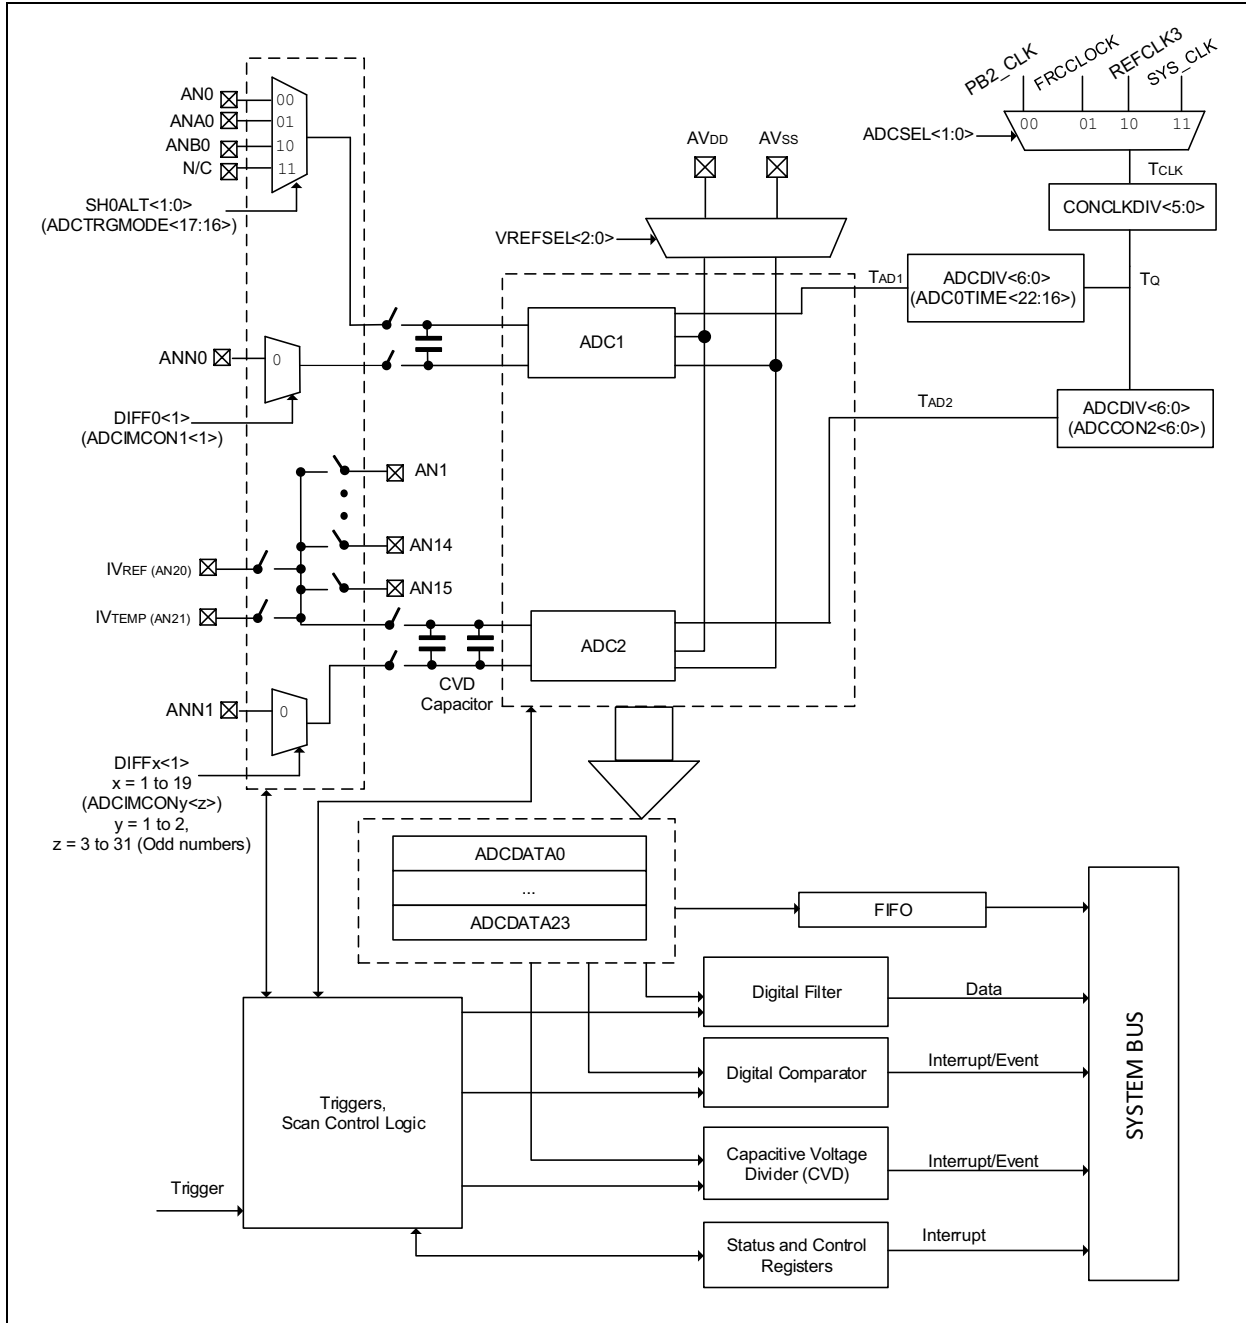 PB2_CLK
FRCCLOCK
REFCLK3
SYS_CLK
AN0
00
ANA0
01
ANB0
10
N/C
11
ADCSEL<1:0>
00 01 10 11
AVDD
AVSS
TCLK
SH0ALT<1:0>
(ADCTRGMODE<17:16>)
CONCLKDIV<5:0>
VREFSEL<2:0>
TAD1
ADCDIV<6:0>
(ADC0TIME<22:16>)
TQ
ADC1
ANN0
0
DIFF0<1>
(ADCIMCON1<1>)
TAD2
ADCDIV<6:0>
(ADCCON2<6:0>)
AN1
AN14
IVREF (AN20)
AN15
IVTEMP (AN21)
ADC2
CVD
Capacitor
ANN1
0
DIFFx<1>
x = 1 to 19
(ADCIMCONy<z>)
y = 1 to 2,
z = 3 to 31 (Odd numbers)
ADCDATA0
...
ADCDATA23
FIFO
Digital Filter
Data
Digital Comparator
Interrupt/Event
Triggers,
Scan Control Logic
Capacitive Voltage
Divider (CVD)
Interrupt/Event
Trigger
Status and Control
Registers
Interrupt
SYSTEM BUS